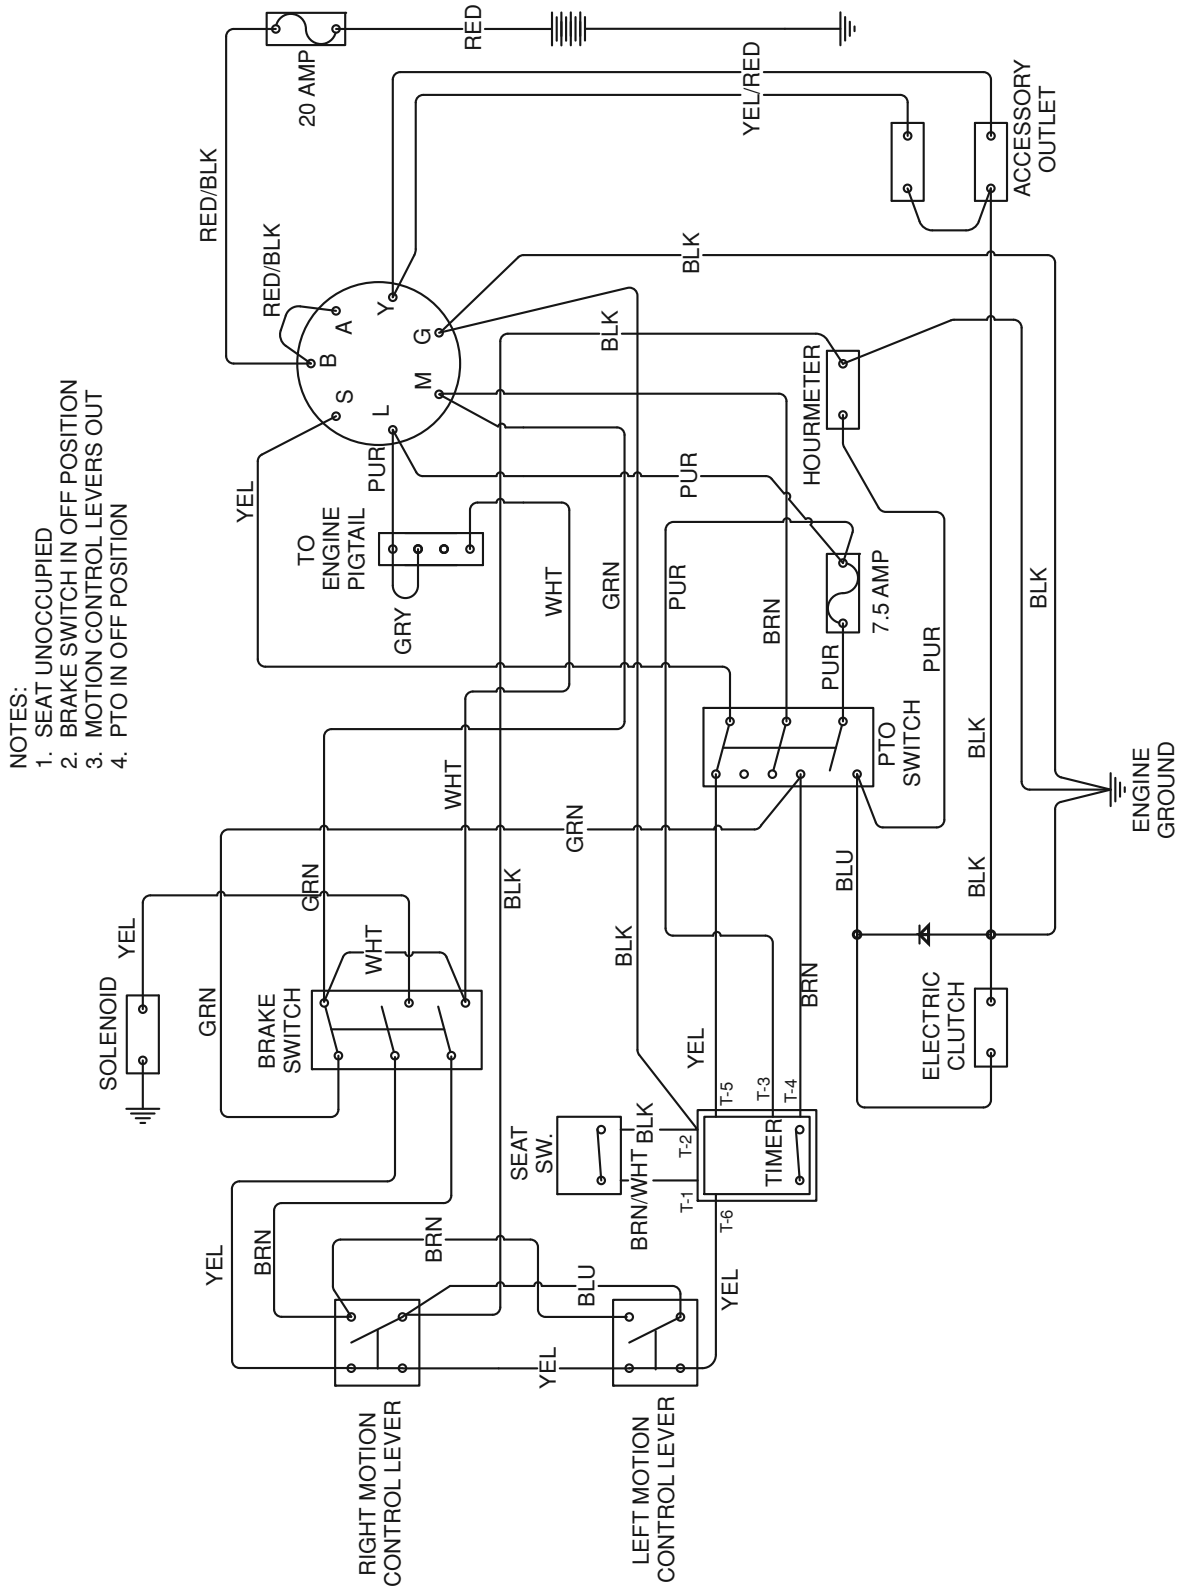 NOTES:
1. SEAT UNOCCUPIED
2. BRAKE SWITCH IN OFF POSITION
3. MOTION CONTROL LEVERS OUT
4. PTO IN OFF POSITION
SOLENOID
YEL
GRN
GRN
BRAKE
SWITCH
WHT
YEL
BRN
RIGHT MOTION
CONTROL LEVER
BRN
YEL
BLU
LEFT MOTION
CONTROL LEVER
YEL
SEAT
SW.
BRN/WHT
BLK
T-1
T-2
T-6
T-5
T-3
T-4
TIMER
YEL
BLK
BLK
BRN
WHT
GRN
ELECTRIC
CLUTCH
BLU
BLK
BLK
PTO
SWITCH
PUR
PUR
ENGINE
GROUND
YEL
TO
ENGINE
PIGTAIL
GRY
PUR
WHT
GRN
PUR
BRN
7.5 AMP
BLK
PUR
HOURMETER
BLK
BLK
RED/BLK
RED/BLK
S
B
A
L
Y
M
G
20 AMP
RED
YEL/RED
ACCESSORY
OUTLET